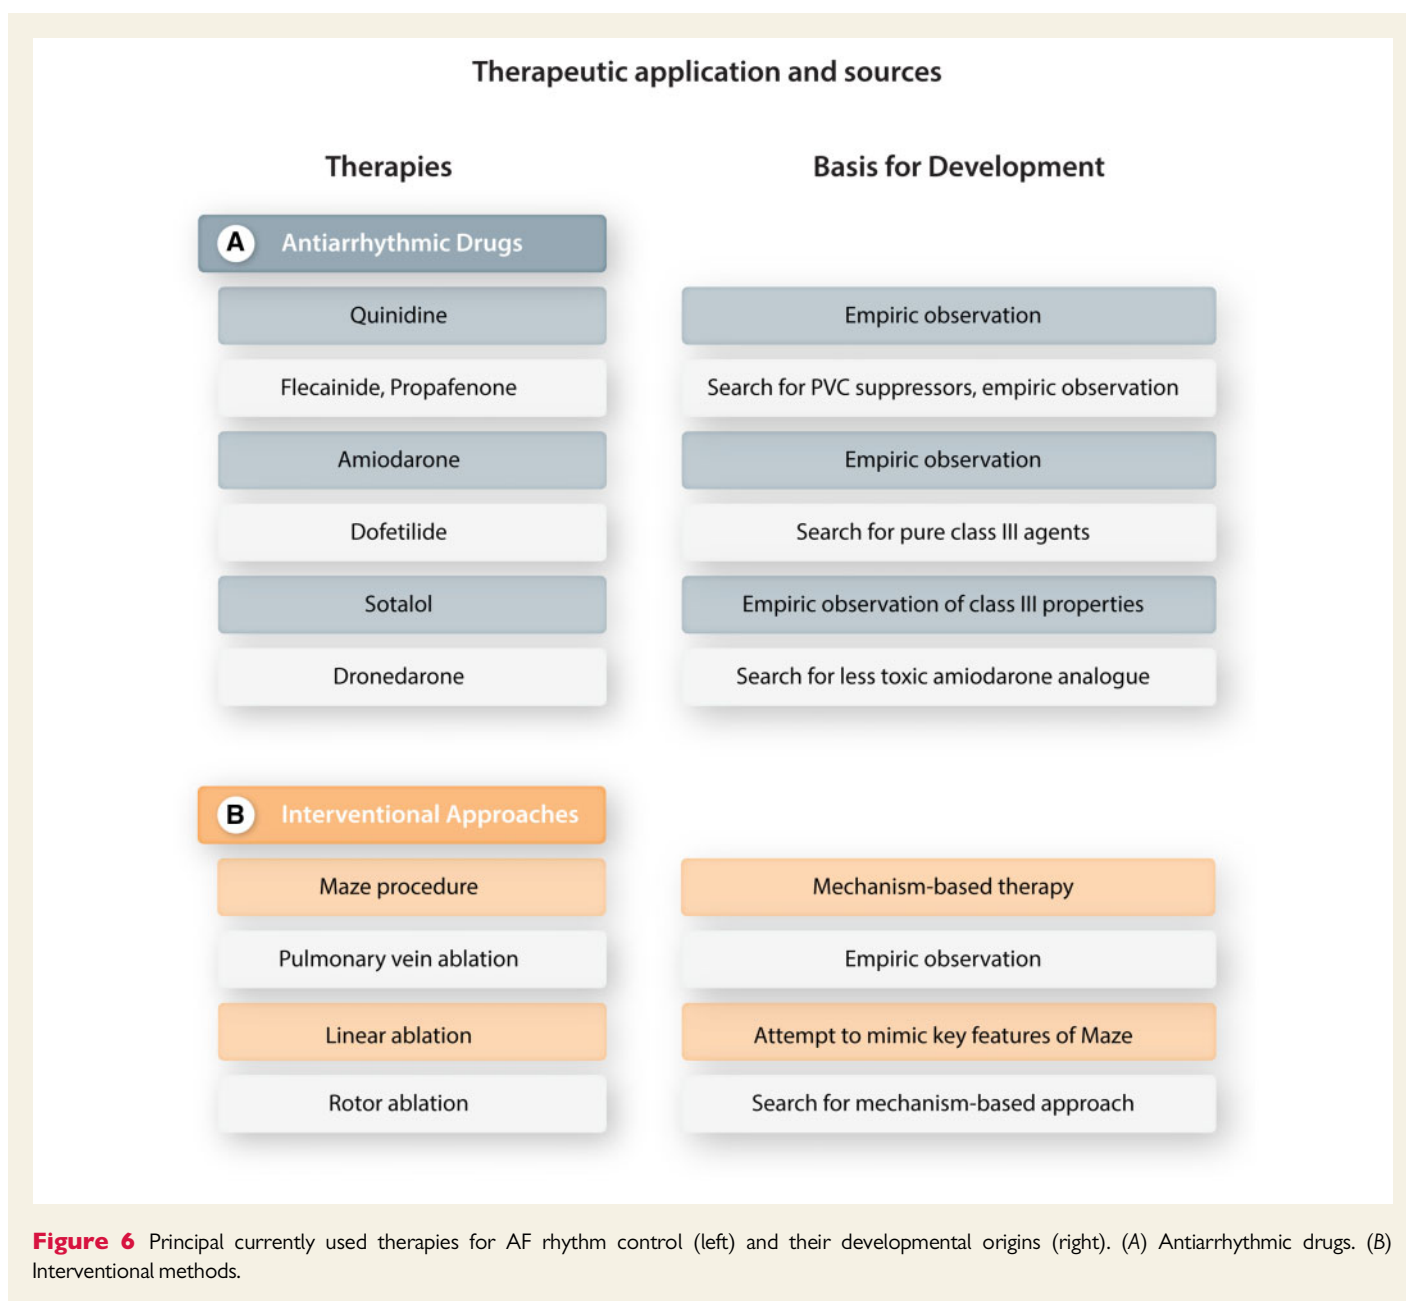 Therapeutic application and sources
Therapies
Basis for Development
A Antiarrhythmic Drugs
Quinidine
Empiric observation
Flecainide, Propafenone
Search for PVC suppressors, empiric observation
Amiodarone
Empiric observation
Dofetilide
Search for pure class III agents
Sotalol
Empiric observation of class III properties
Dronedarone
Search for less toxic amiodarone analogue
B Interventional Approaches
Maze procedure
Mechanism-based therapy
Pulmonary vein ablation
Empiric observation
Linear ablation
Attempt to mimic key features of Maze
Rotor ablation
Search for mechanism-based approach
Figure 6 Principal currently used therapies for AF rhythm control (left) and their developmental origins (right). (A) Antiarrhythmic drugs. (B)
Interventional methods.